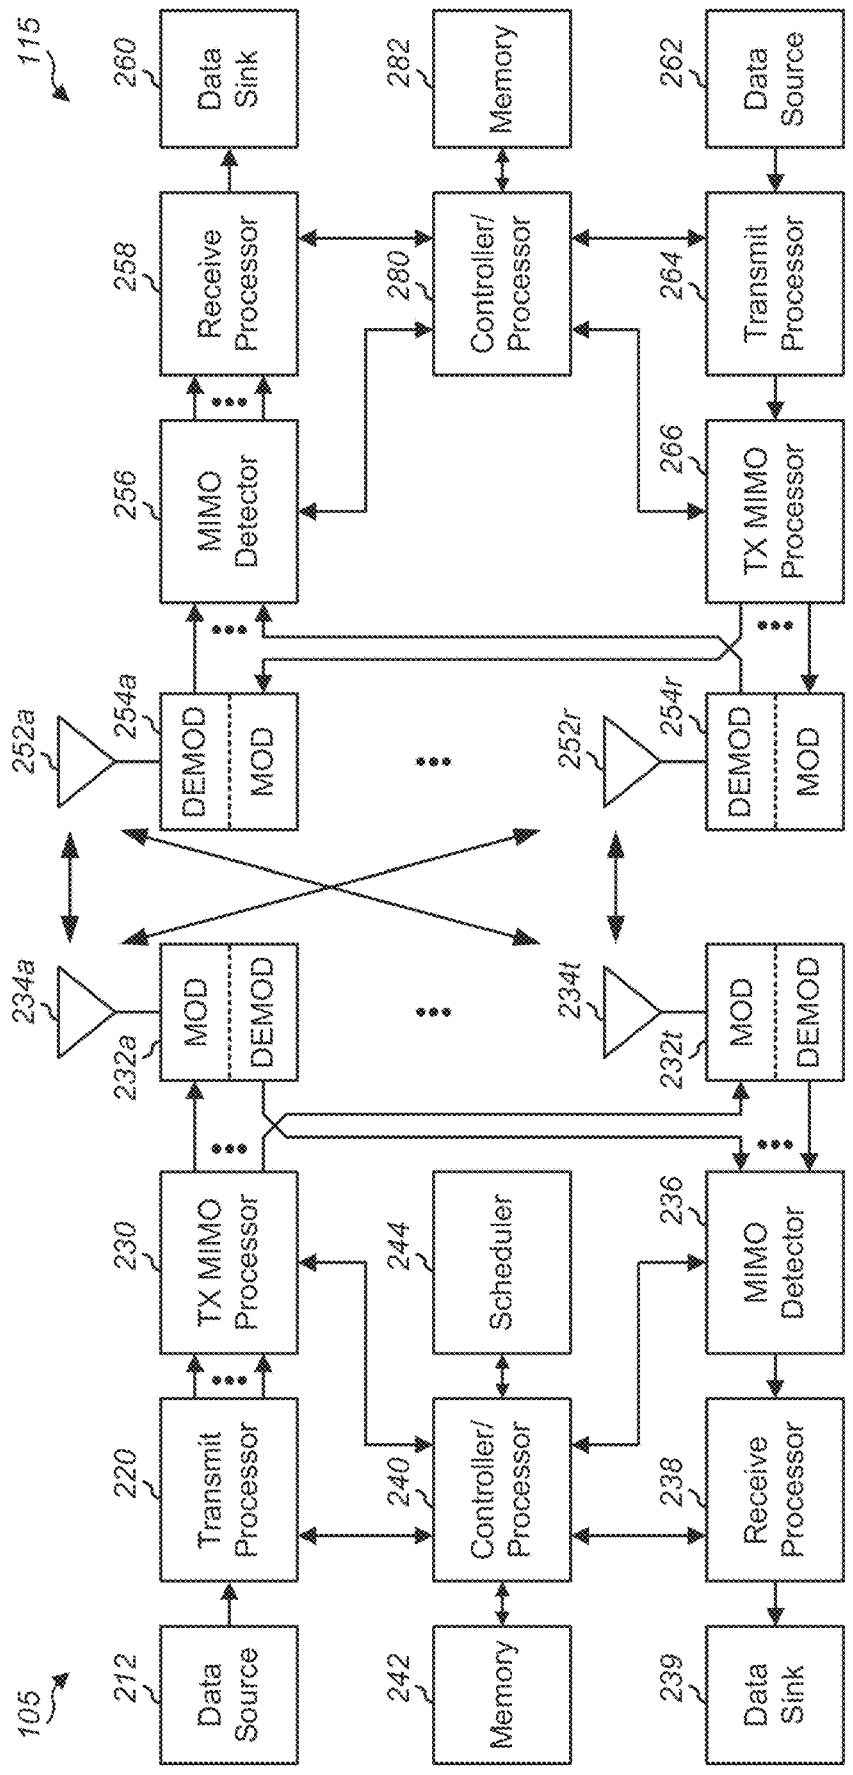 105
115
212
Data
Source
220
Transmit
Processor
230
TX MIMO
Processor
232a
MOD
DEMOD
234a
252a
254a
DEMOD
MOD
256
MIMO
Detector
258
Receive
Processor
260
Data
Sink
242
Memory
240
Controller/
Processor
244
Scheduler
280
Controller/
Processor
282
Memory
239
Data
Sink
238
Receive
Processor
236
MIMO
Detector
232t
MOD
DEMOD
234t
252r
254r
DEMOD
MOD
266
TX MIMO
Processor
264
Transmit
Processor
262
Data
Source